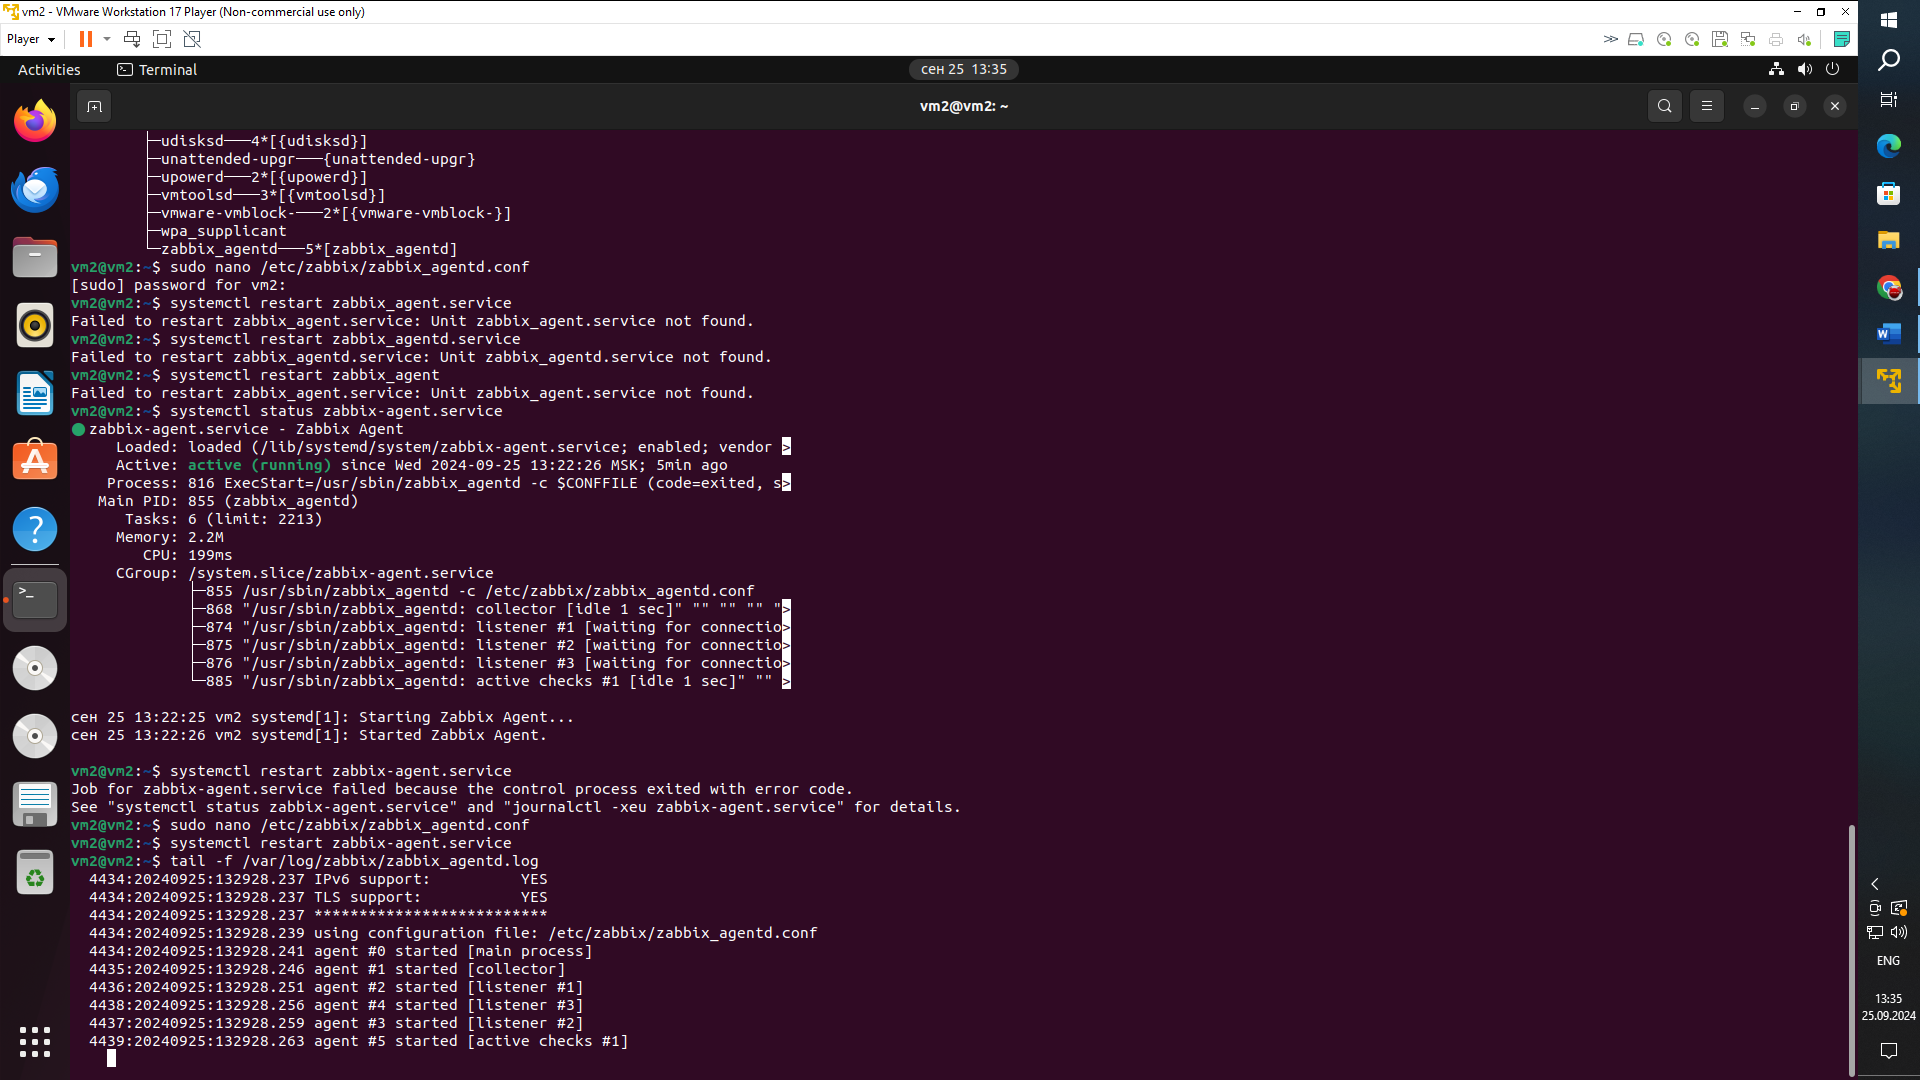 vm2 - VMware Workstation 17 Player (Non-commercial use only)
Player
Activities
Terminal
сен 25 13:35
vm2@vm2: ~
├─udisksd───4*[{udisksd}]
├─unattended-upgr───{unattended-upgr}
├─upowerd───2*[{upowerd}]
├─vmtoolsd───3*[{vmtoolsd}]
├─vmware-vmblock-───2*[{vmware-vmblock-}]
├─wpa_supplicant
└─zabbix_agentd───5*[zabbix_agentd]
vm2@vm2:~$ sudo nano /etc/zabbix/zabbix_agentd.conf
[sudo] password for vm2:
vm2@vm2:~$ systemctl restart zabbix_agent.service
Failed to restart zabbix_agent.service: Unit zabbix_agent.service not found.
vm2@vm2:~$ systemctl restart zabbix_agentd.service
Failed to restart zabbix_agentd.service: Unit zabbix_agentd.service not found.
vm2@vm2:~$ systemctl restart zabbix_agent
Failed to restart zabbix_agent.service: Unit zabbix_agent.service not found.
vm2@vm2:~$ systemctl status zabbix-agent.service
● zabbix-agent.service - Zabbix Agent
Loaded: loaded (/lib/systemd/system/zabbix-agent.service; enabled; vendor >
Active: active (running) since Wed 2024-09-25 13:22:26 MSK; 5min ago
Process: 816 ExecStart=/usr/sbin/zabbix_agentd -c $CONFFILE (code=exited, s>
Main PID: 855 (zabbix_agentd)
Tasks: 6 (limit: 2213)
Memory: 2.2M
CPU: 199ms
CGroup: /system.slice/zabbix-agent.service
├─855 /usr/sbin/zabbix_agentd -c /etc/zabbix/zabbix_agentd.conf
├─868 "/usr/sbin/zabbix_agentd: collector [idle 1 sec]" "" "" "" ">
├─874 "/usr/sbin/zabbix_agentd: listener #1 [waiting for connectio>
├─875 "/usr/sbin/zabbix_agentd: listener #2 [waiting for connectio>
├─876 "/usr/sbin/zabbix_agentd: listener #3 [waiting for connectio>
└─885 "/usr/sbin/zabbix_agentd: active checks #1 [idle 1 sec]" "" >
сен 25 13:22:25 vm2 systemd[1]: Starting Zabbix Agent...
сен 25 13:22:26 vm2 systemd[1]: Started Zabbix Agent.
vm2@vm2:~$ systemctl restart zabbix-agent.service
Job for zabbix-agent.service failed because the control process exited with error code.
See "systemctl status zabbix-agent.service" and "journalctl -xeu zabbix-agent.service" for details.
vm2@vm2:~$ sudo nano /etc/zabbix/zabbix_agentd.conf
vm2@vm2:~$ systemctl restart zabbix-agent.service
vm2@vm2:~$ tail -f /var/log/zabbix/zabbix_agentd.log
4434:20240925:132928.237 IPv6 support:          YES
4434:20240925:132928.237 TLS support:           YES
4434:20240925:132928.237 **************************
4434:20240925:132928.239 using configuration file: /etc/zabbix/zabbix_agentd.conf
4434:20240925:132928.241 agent #0 started [main process]
4435:20240925:132928.246 agent #1 started [collector]
4436:20240925:132928.251 agent #2 started [listener #1]
4438:20240925:132928.256 agent #4 started [listener #3]
4437:20240925:132928.259 agent #3 started [listener #2]
4439:20240925:132928.263 agent #5 started [active checks #1]
ENG
13:35
25.09.2024